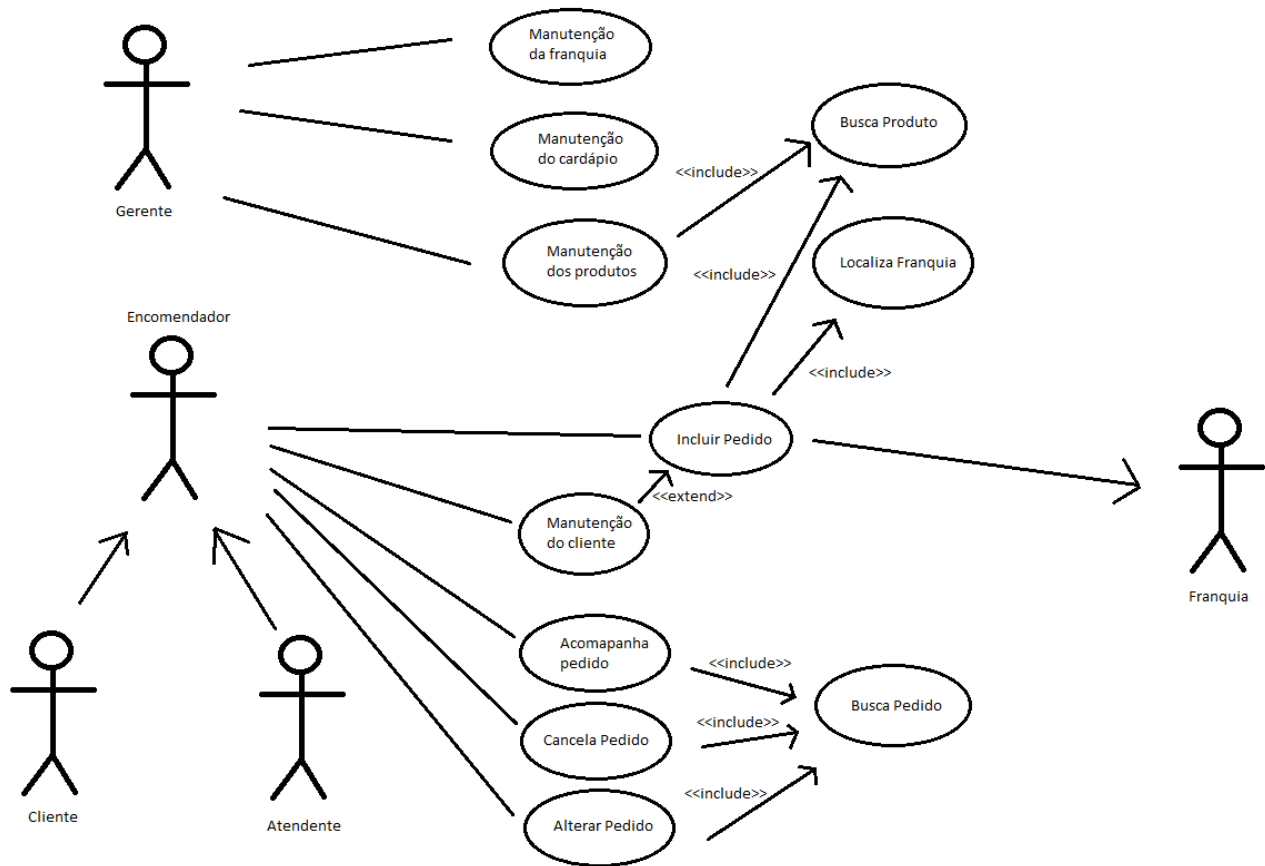 Manutenção
da franquia
Busca Produto
Manutenção
do cardápio
<<include>>
Gerente
Manutenção
dos produtos
Localiza Franquia
<<include>>
Encomendador
<<include>>
Incluir Pedido
<<extend>>
Manutenção
do cliente
Franquia
Acomapanha
pedido
<<include>>
Busca Pedido
<<include>>
Cancela Pedido
<<include>>
Cliente
Atendente
Alterar Pedido